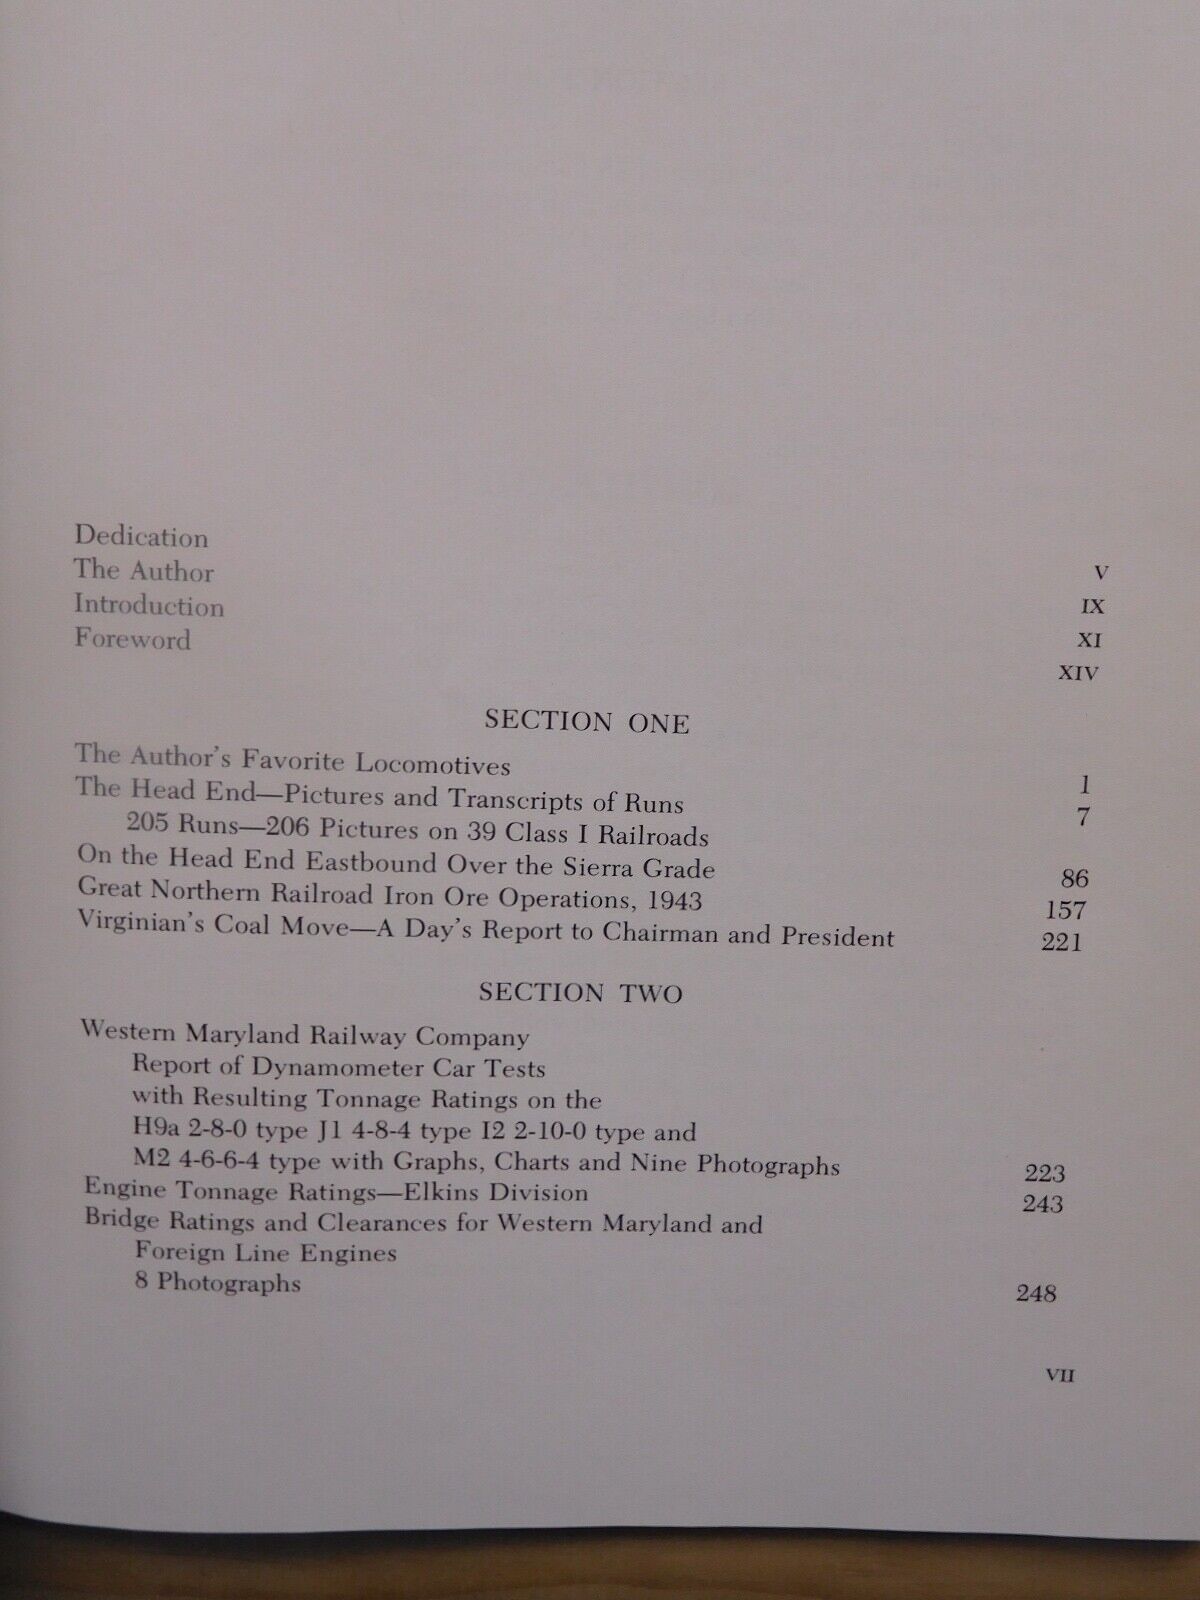 Dedication V
The Author IX
Introduction XI
Foreword XIV
SECTION ONE
The Author's Favorite Locomotives 1
The Head End—Pictures and Transcripts of Runs 7
205 Runs—206 Pictures on 39 Class I Railroads
On the Head End Eastbound Over the Sierra Grade 86
Great Northern Railroad Iron Ore Operations, 1943 157
Virginian's Coal Move—A Day's Report to Chairman and President 221
SECTION TWO
Western Maryland Railway Company
Report of Dynamometer Car Tests
with Resulting Tonnage Ratings on the
H9a 2-8-0 type J1 4-8-4 type I2 2-10-0 type and
M2 4-6-6-4 type with Graphs, Charts and Nine Photographs 223
Engine Tonnage Ratings—Elkins Division 243
Bridge Ratings and Clearances for Western Maryland and
Foreign Line Engines
8 Photographs 248
VII